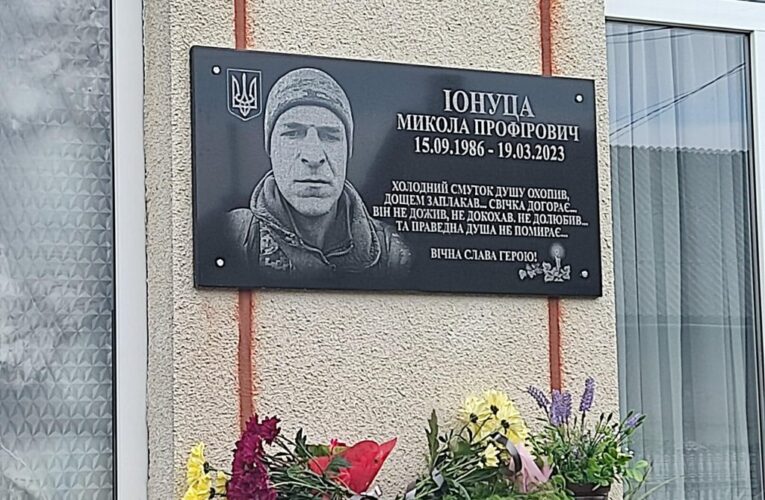 ІОНУЦА
МИКОЛА ПРОФІРОВИЧ
15.09.1986 - 19.03.2023
ХОЛОДНИЙ СМУТОК ДУШУ ОХОПИВ,
ДОЩЕМ ЗАПЛАКАВ... СВІЧКА ДОГОРАЄ...
ВІН НЕ ДОЖИВ, НЕ ДОКОХАВ. НЕ ДОЛЮБИВ...
ТА ПРАВЕДНА ДУША НЕ ПОМИРАЄ...
ВІЧНА СЛАВА ГЕРОЮ!